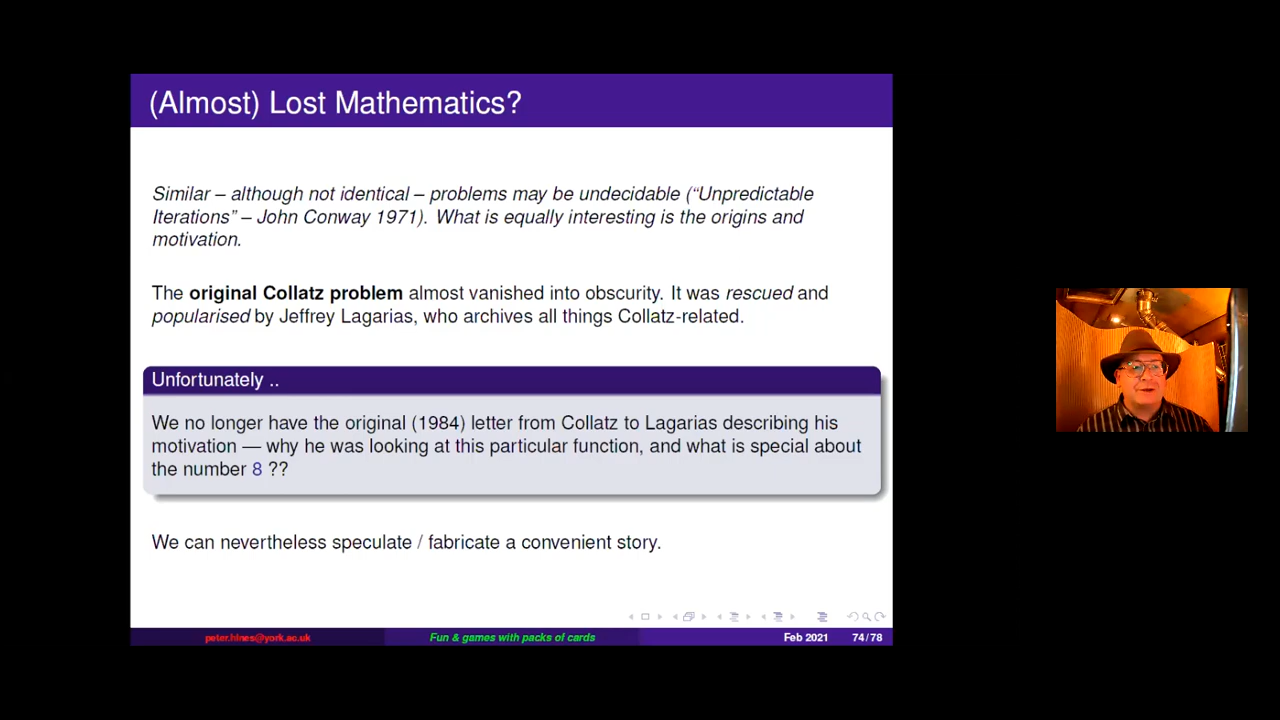 (Almost) Lost Mathematics?
Similar – although not identical – problems may be undecidable (“Unpredictable
Iterations” – John Conway 1971). What is equally interesting is the origins and
motivation.
The original Collatz problem almost vanished into obscurity. It was rescued and
popularised by Jeffrey Lagarias, who archives all things Collatz-related.
Unfortunately ..
We no longer have the original (1984) letter from Collatz to Lagarias describing his
motivation — why he was looking at this particular function, and what is special about
the number 8 ??
We can nevertheless speculate / fabricate a convenient story.
peter.hines@york.ac.uk Fun & games with packs of cards Feb 2021 74/78